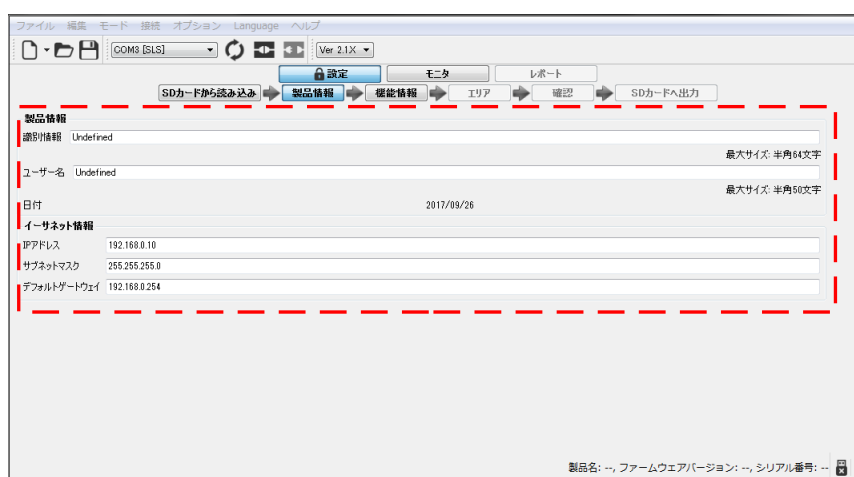 ファイル 編集 モード 接続 オプション Language ヘルプ
COM3 [SLS] Ver 2.1X
設定 モニタ レポート
SDカードから読み込み 製品情報 機能情報 エリア 確認 SDカードへ出力
製品情報
識別情報 Undefined
最大サイズ: 半角64文字
ユーザー名 Undefined
最大サイズ: 半角50文字
日付 2017/09/26
イーサネット情報
IPアドレス 192.168.0.10
サブネットマスク 255.255.255.0
デフォルトゲートウェイ 192.168.0.254
製品名: --, ファームウェアバージョン: --, シリアル番号: --